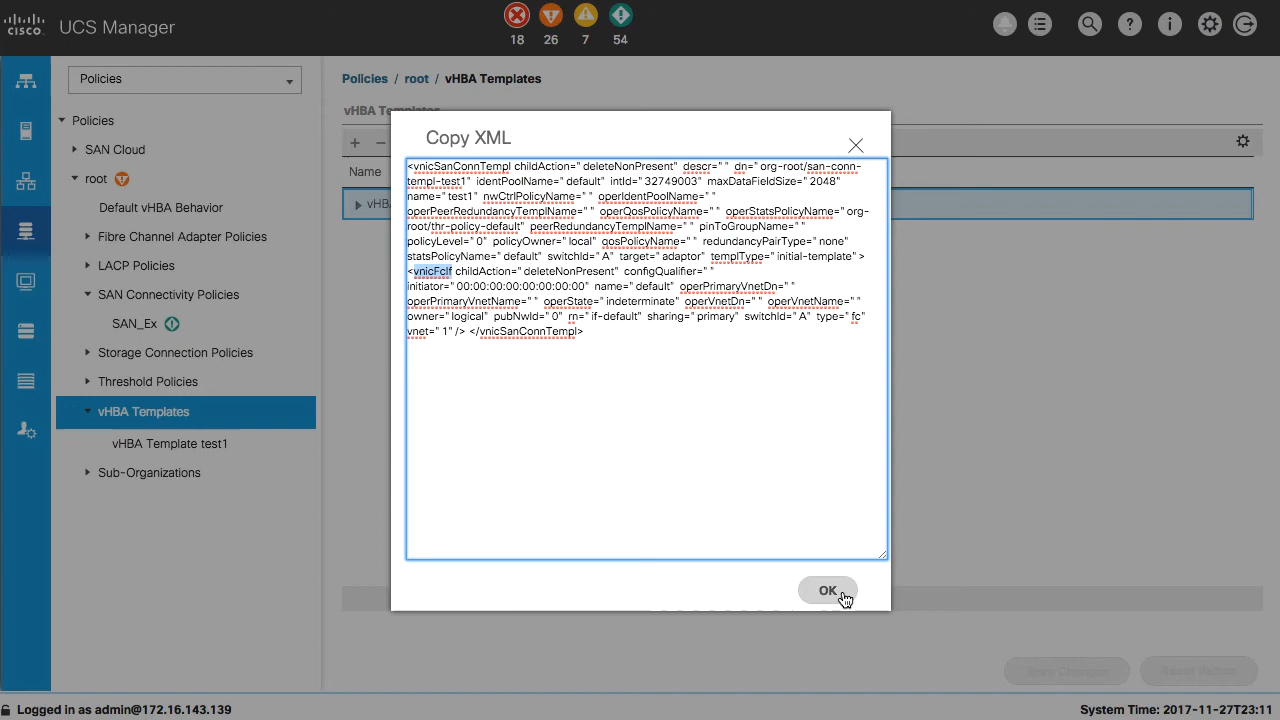 cisco
UCS Manager
18
26
7
54
Policies
Policies / root / vHBA Templates
vHBA Templates
Policies
SAN Cloud
root
Default vHBA Behavior
Fibre Channel Adapter Policies
LACP Policies
SAN Connectivity Policies
SAN_Ex
Storage Connection Policies
Threshold Policies
vHBA Templates
vHBA Template test1
Sub-Organizations
Name
vHB
Copy XML
<vnicSanConnTempl childAction="deleteNonPresent" descr="" dn="org-root/san-conn-
templ-test1" identPoolName="default" intId="32749003" maxDataFieldSize="2048"
name="test1" nwCtrlPolicyName="" operIdentPoolName=""
operPeerRedundancyTemplName="" operQosPolicyName="" operStatsPolicyName="org-
root/thr-policy-default" peerRedundancyTemplName="" pinToGroupName=""
policyLevel="0" policyOwner="local" qosPolicyName="" redundancyPairType="none"
statsPolicyName="default" switchId="A" target="adaptor" templType="initial-template" >
<vnicFcIf childAction="deleteNonPresent" configQualifier=""
initiator="00:00:00:00:00:00:00:00" name="default" operPrimaryVnetDn=""
operPrimaryVnetName="" operState="indeterminate" operVnetDn="" operVnetName=""
owner="logical" pubNwId="0" rn="if-default" sharing="primary" switchId="A" type="fc"
vnet="1" /> </vnicSanConnTempl>
OK
Logged in as admin@172.16.143.139
System Time: 2017-11-27T23:11